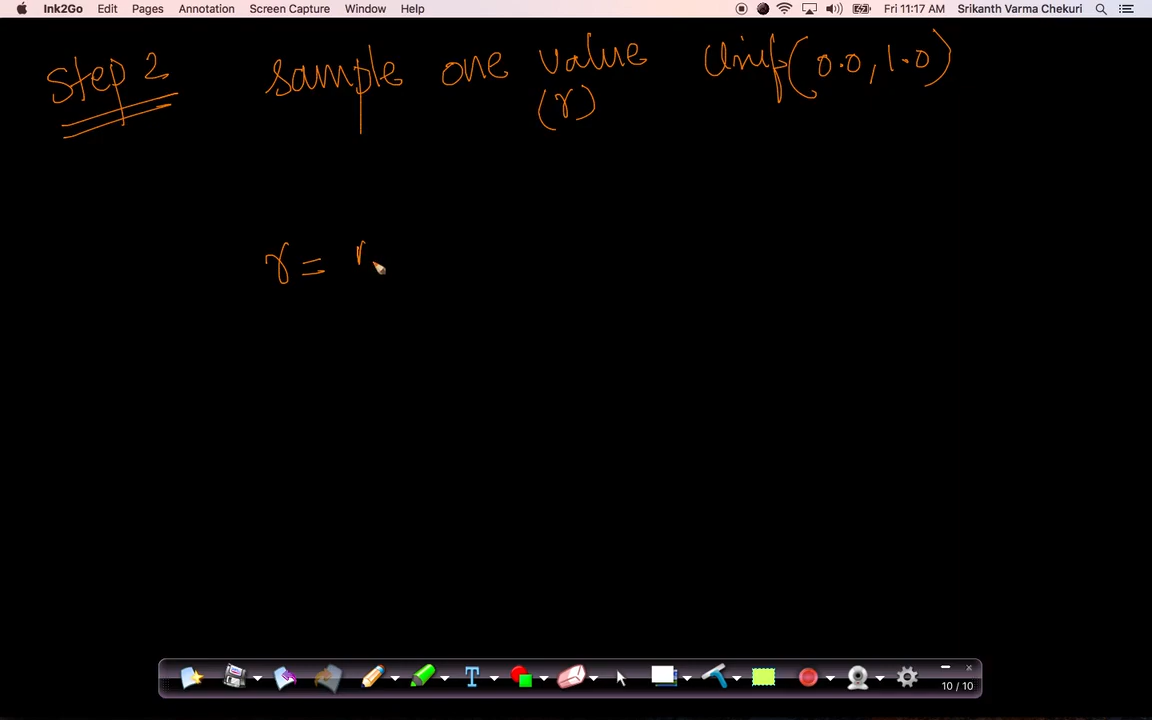 Ink2Go Edit Pages Annotation Screen Capture Window Help Fri 11:17 AM Srikanth Varma Chekuri
Step 2 sample one value Unif(0.0, 1.0)
(r)
r = r
T
10 / 10